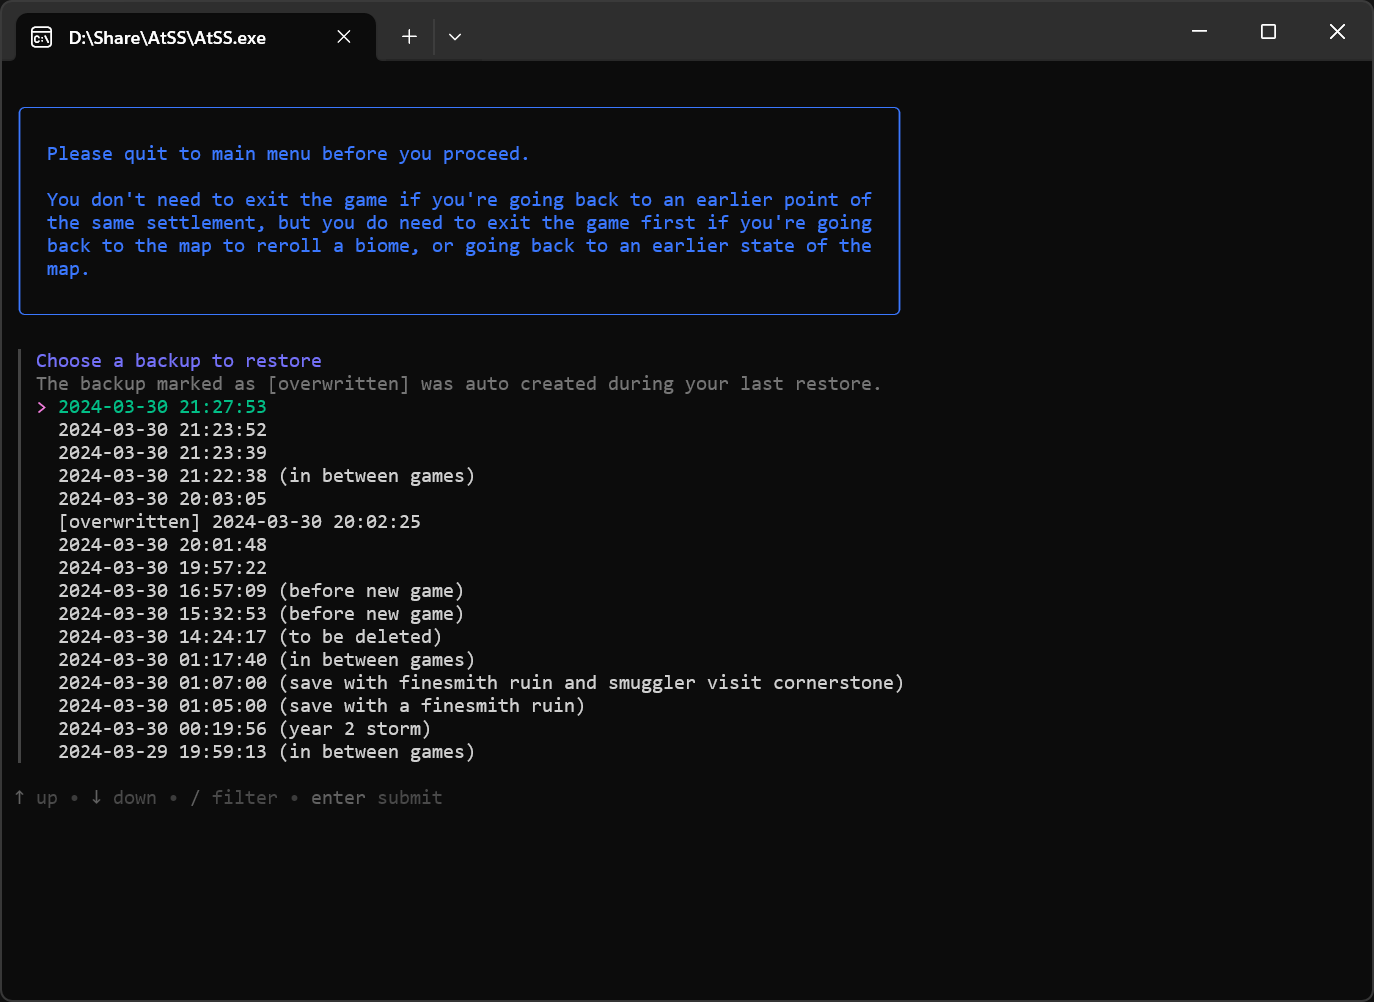 D:\Share\AtSS\AtSS.exe
Please quit to main menu before you proceed.
You don't need to exit the game if you're going back to an earlier point of
the same settlement, but you do need to exit the game first if you're going
back to the map to reroll a biome, or going back to an earlier state of the
map.
Choose a backup to restore
The backup marked as [overwritten] was auto created during your last restore.
> 2024-03-30 21:27:53
2024-03-30 21:23:52
2024-03-30 21:23:39
2024-03-30 21:22:38 (in between games)
2024-03-30 20:03:05
[overwritten] 2024-03-30 20:02:25
2024-03-30 20:01:48
2024-03-30 19:57:22
2024-03-30 16:57:09 (before new game)
2024-03-30 15:32:53 (before new game)
2024-03-30 14:24:17 (to be deleted)
2024-03-30 01:17:40 (in between games)
2024-03-30 01:07:00 (save with finesmith ruin and smuggler visit cornerstone)
2024-03-30 01:05:00 (save with a finesmith ruin)
2024-03-30 00:19:56 (year 2 storm)
2024-03-29 19:59:13 (in between games)
↑ up • ↓ down • / filter • enter submit